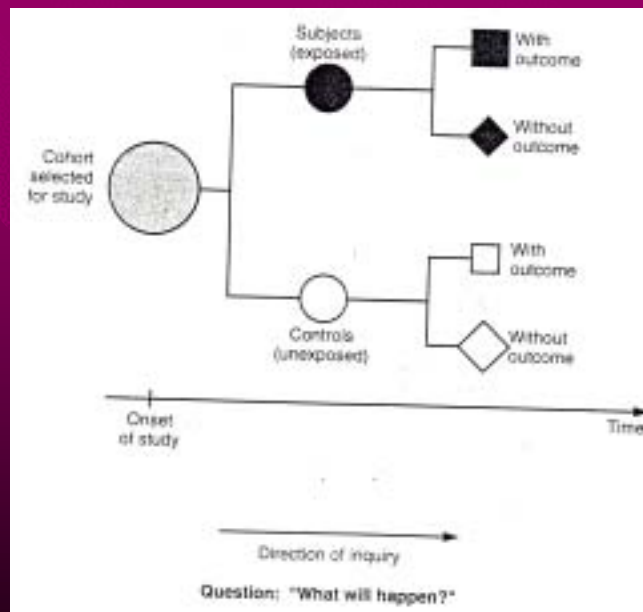 Subjects
(exposed)
With
outcome
Without
outcome
Cohort
selected
for study
With
outcome
Controls
(unexposed)
Without
outcome
Onset
of study
Time
Direction of inquiry
Question: "What will happen?"